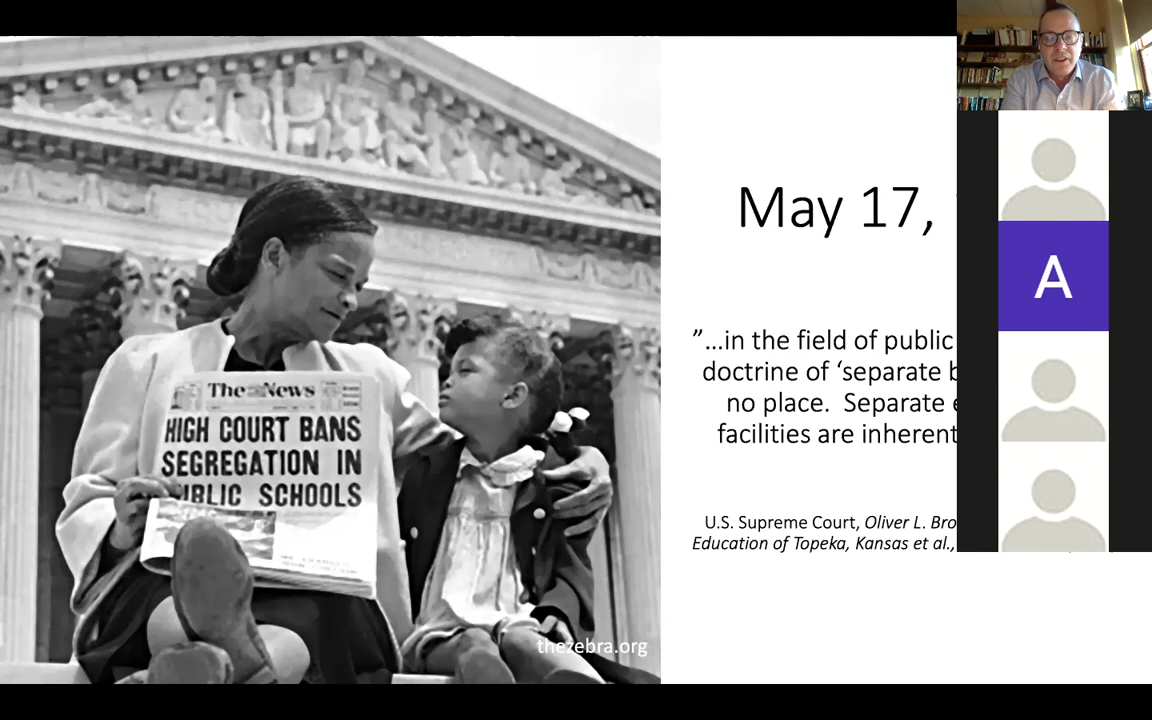 The News
HIGH COURT BANS
SEGREGATION IN
PUBLIC SCHOOLS
thezebra.org
May 17,
”…in the field of public
doctrine of ‘separate
no place. Separate
facilities are inherent
U.S. Supreme Court, Oliver L. Bro
Education of Topeka, Kansas et al.,
A